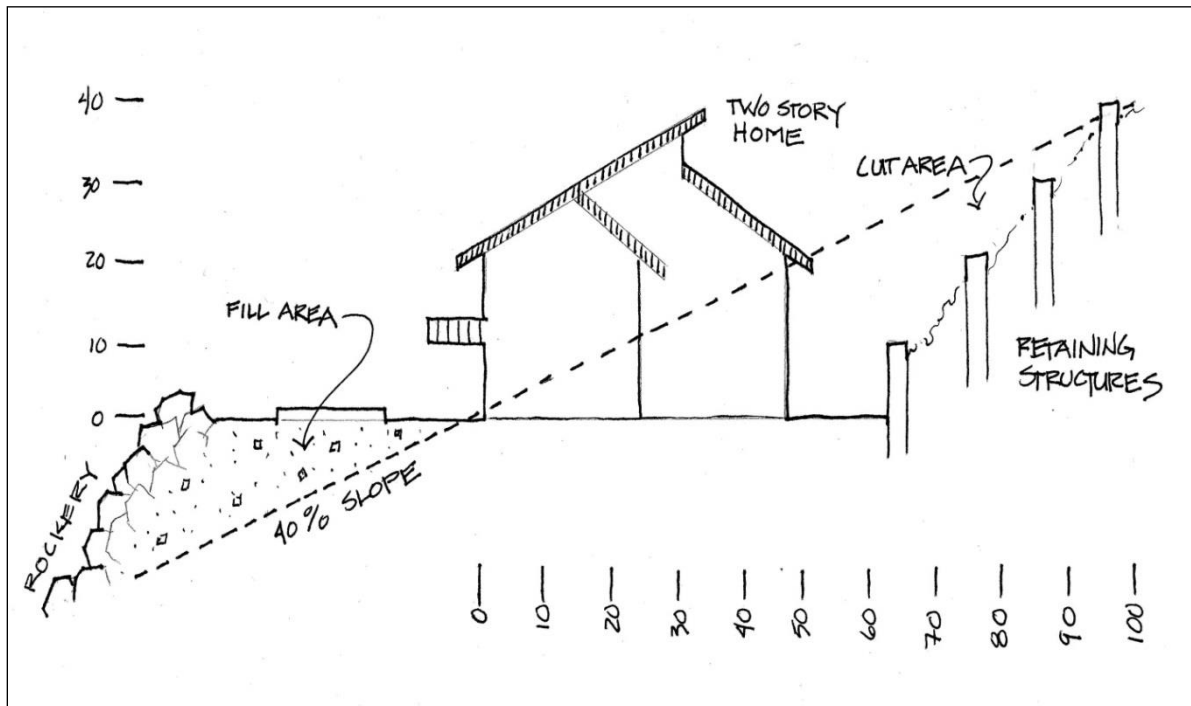 40
30
20
10
0
TWO STORY
HOME
CUT AREA
FILL AREA
RETAINING
STRUCTURES
ROCKERY
40% SLOPE
0
10
20
30
40
50
60
70
80
90
100